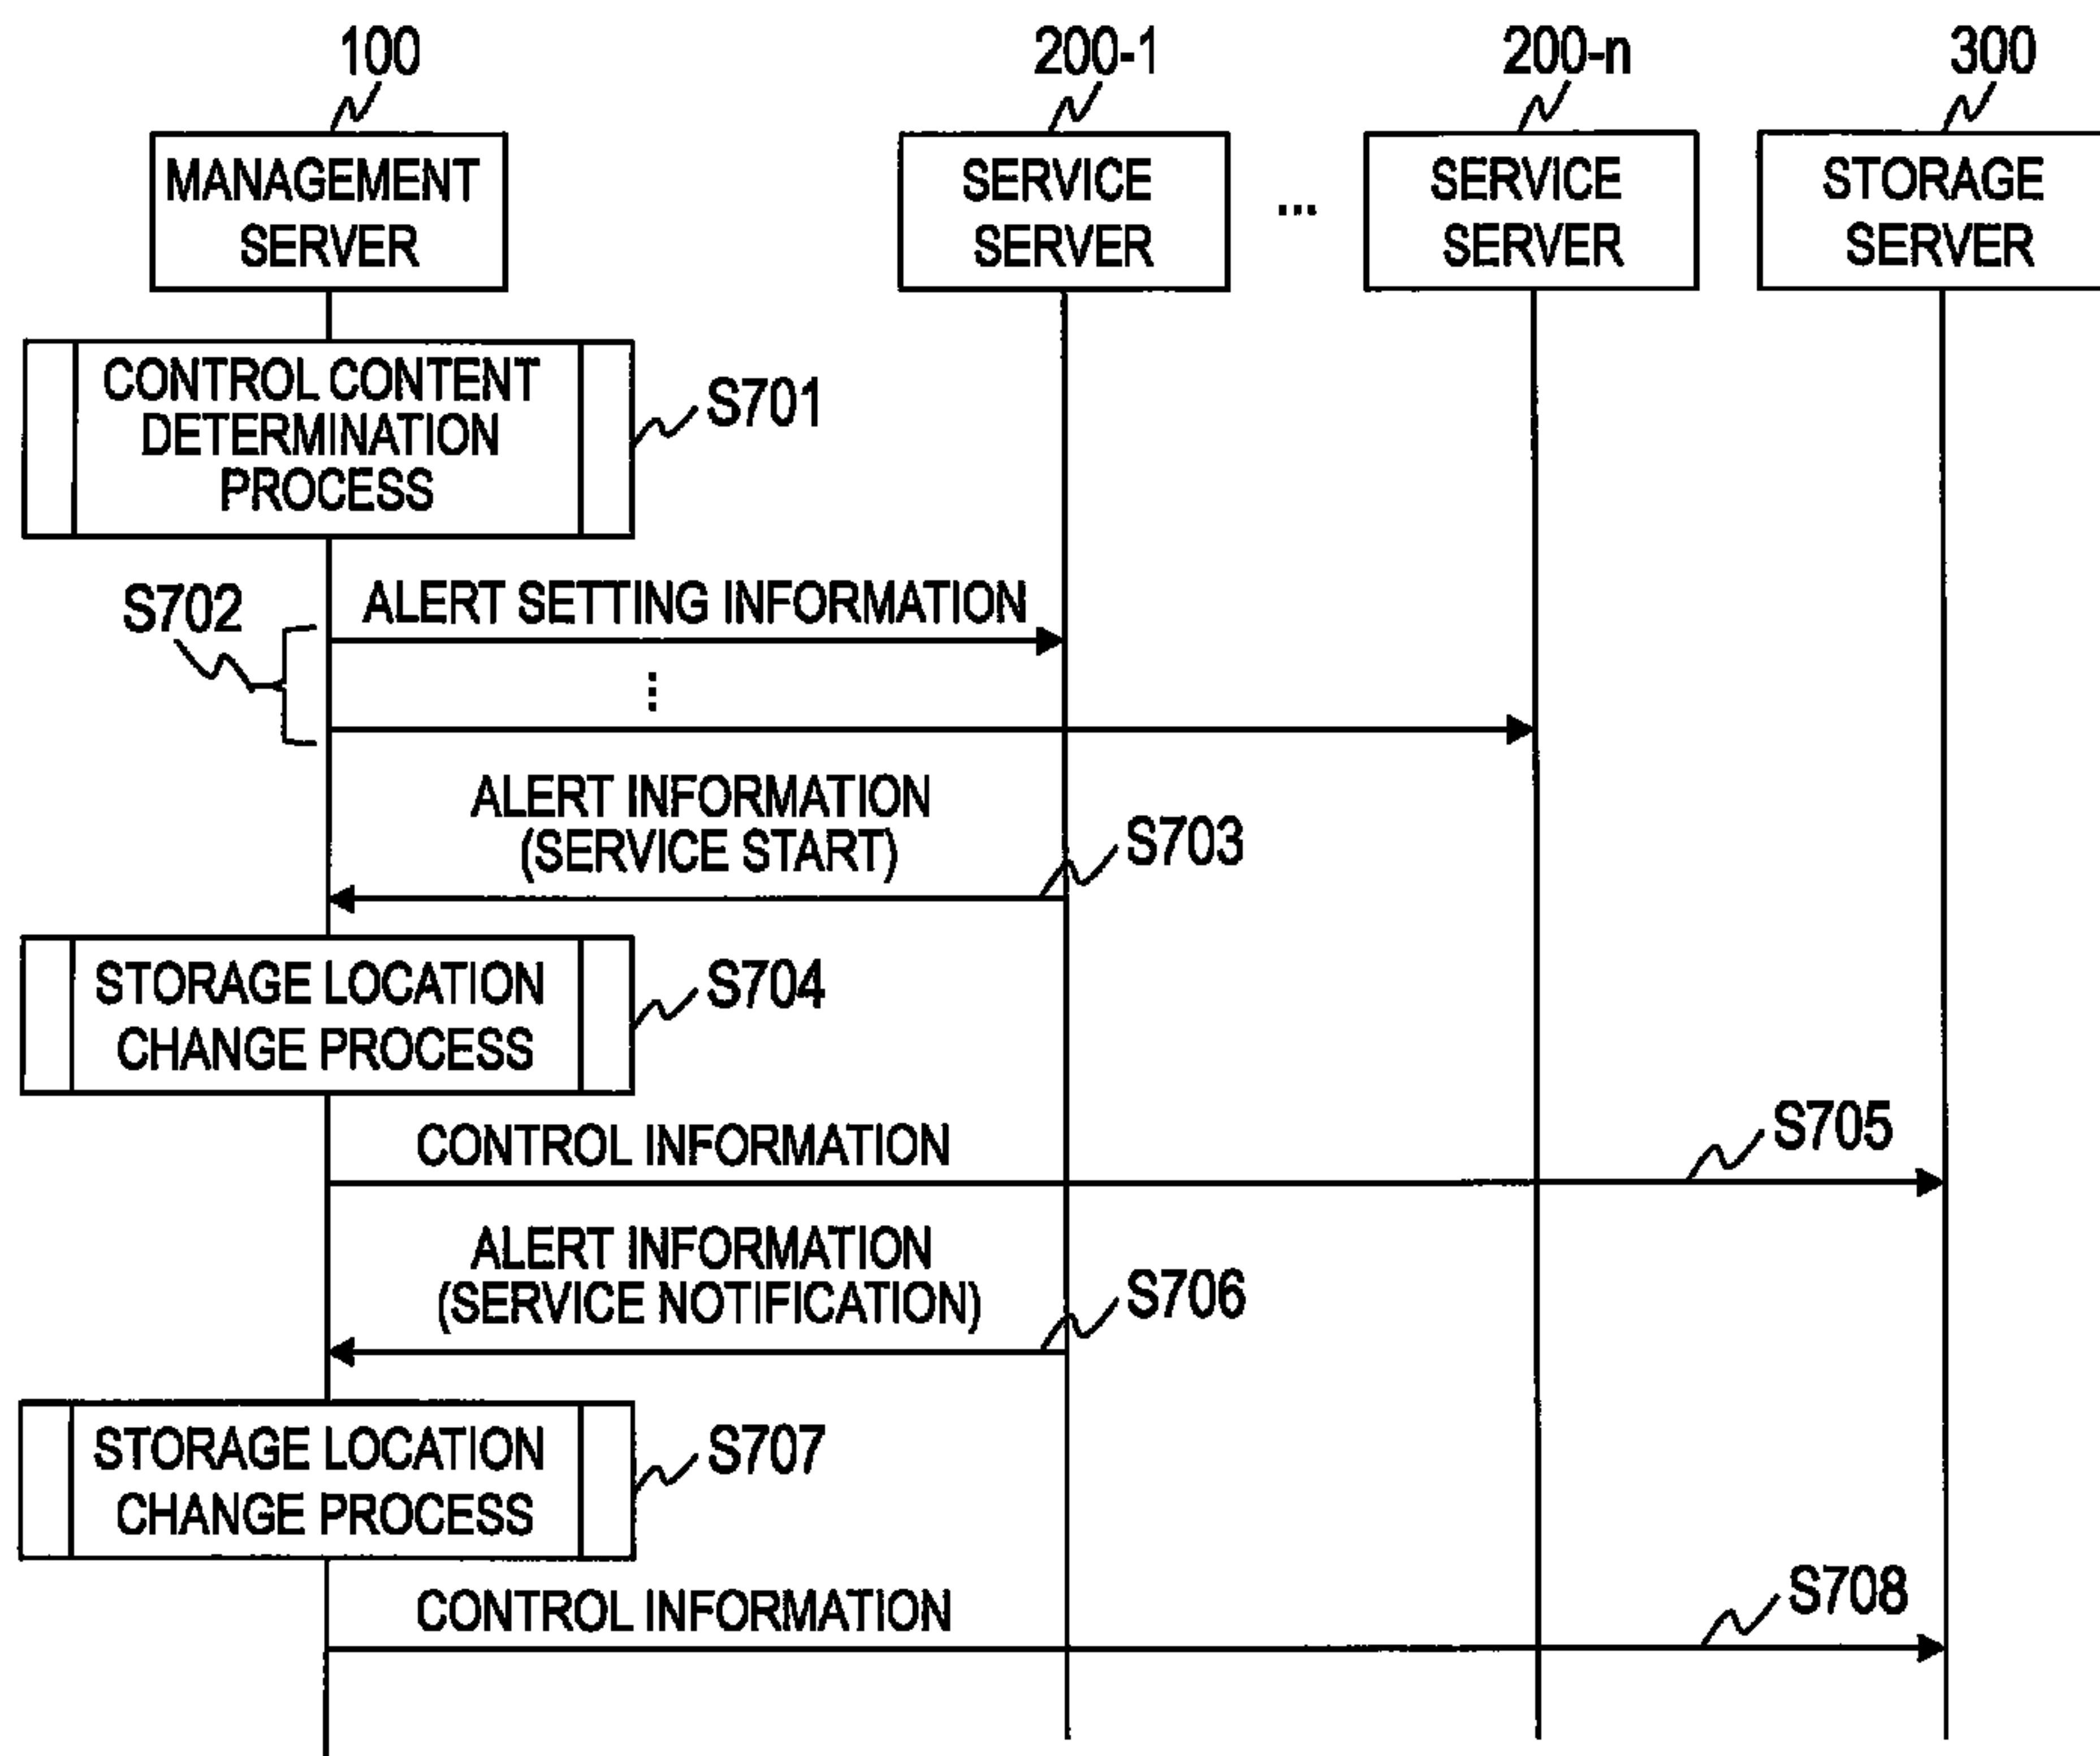 100
200-1
200-n
300
MANAGEMENT
SERVER
SERVICE
SERVER
...
SERVICE
SERVER
STORAGE
SERVER
CONTROL CONTENT
DETERMINATION
PROCESS
S701
S702
ALERT SETTING INFORMATION
ALERT INFORMATION
(SERVICE START)
S703
STORAGE LOCATION
CHANGE PROCESS
S704
CONTROL INFORMATION
S705
ALERT INFORMATION
(SERVICE NOTIFICATION)
S706
STORAGE LOCATION
CHANGE PROCESS
S707
CONTROL INFORMATION
S708